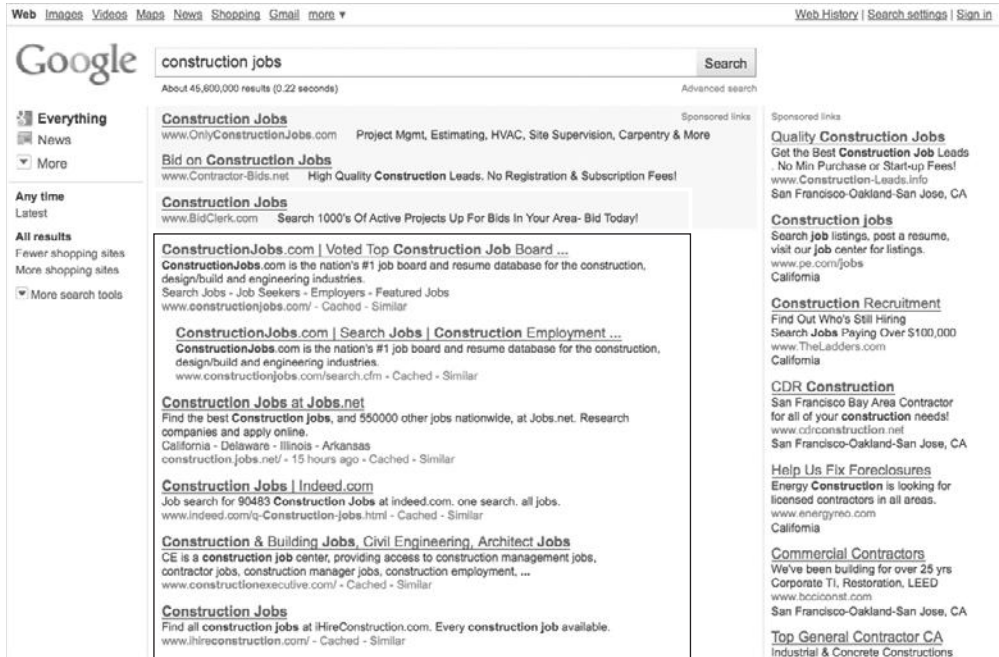 Web Images Videos Maps News Shopping Gmail more ▼
Web History | Search settings | Sign in
Google
construction jobs
Search
About 45,600,000 results (0.22 seconds)
Advanced search
Everything
News
More
Any time
Latest
All results
Fewer shopping sites
More shopping sites
More search tools
Construction Jobs
Sponsored links
www.OnlyConstructionJobs.com Project Mgmt, Estimating, HVAC, Site Supervision, Carpentry & More
Bid on Construction Jobs
www.Contractor-Bids.net High Quality Construction Leads. No Registration & Subscription Fees!
Construction Jobs
www.BidClerk.com Search 1000's Of Active Projects Up For Bids In Your Area- Bid Today!
ConstructionJobs.com | Voted Top Construction Job Board ...
ConstructionJobs.com is the nation's #1 job board and resume database for the construction,
design/build and engineering industries.
Search Jobs - Job Seekers - Employers - Featured Jobs
www.constructionjobs.com/ - Cached - Similar
ConstructionJobs.com | Search Jobs | Construction Employment ...
ConstructionJobs.com is the nation's #1 job board and resume database for the construction,
design/build and engineering industries.
www.constructionjobs.com/search.cfm - Cached - Similar
Construction Jobs at Jobs.net
Find the best Construction jobs, and 550000 other jobs nationwide, at Jobs.net. Research
companies and apply online.
California - Delaware - Illinois - Arkansas
construction.jobs.net/ - 15 hours ago - Cached - Similar
Construction Jobs | Indeed.com
Job search for 90483 Construction Jobs at indeed.com. one search. all jobs.
www.indeed.com/q-Construction-jobs.html - Cached - Similar
Construction & Building Jobs, Civil Engineering, Architect Jobs
CE is a construction job center, providing access to construction management jobs,
contractor jobs, construction manager jobs, construction employment, ...
www.constructionexecutive.com/ - Cached - Similar
Construction Jobs
Find all construction jobs at iHireConstruction.com. Every construction job available.
www.ihireconstruction.com/ - Cached - Similar
Sponsored links
Quality Construction Jobs
Get the Best Construction Job Leads
. No Min Purchase or Start-up Fees!
www.Construction-Leads.info
San Francisco-Oakland-San Jose, CA
Construction jobs
Search job listings, post a resume,
visit our job center for listings.
www.pe.com/jobs
California
Construction Recruitment
Find Out Who's Still Hiring
Search Jobs Paying Over $100,000
www.TheLadders.com
California
CDR Construction
San Francisco Bay Area Contractor
for all of your construction needs!
www.cdrconstruction.net
San Francisco-Oakland-San Jose, CA
Help Us Fix Foreclosures
Energy Construction is looking for
licensed contractors in all areas.
www.energyreo.com
California
Commercial Contractors
We've been building for over 25 yrs
Corporate TI, Restoration, LEED
www.bcciconst.com
San Francisco-Oakland-San Jose, CA
Top General Contractor CA
Industrial & Concrete Constructions